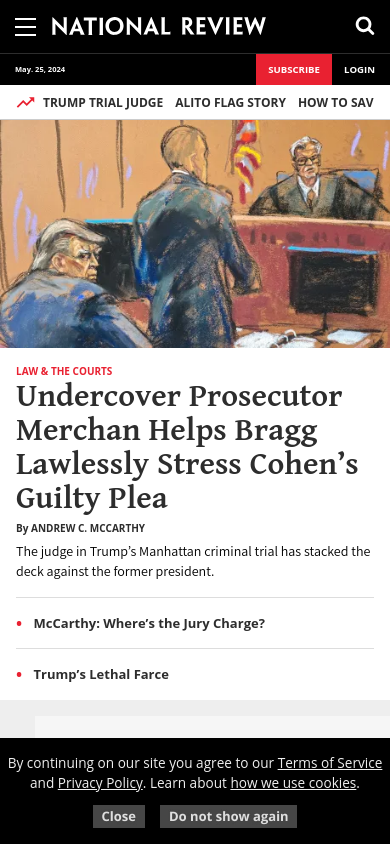 NATIONAL REVIEW
May. 25, 2024
SUBSCRIBE
LOGIN
TRUMP TRIAL JUDGE ALITO FLAG STORY HOW TO SAV
LAW & THE COURTS
Undercover Prosecutor
Merchan Helps Bragg
Lawlessly Stress Cohen’s
Guilty Plea
By ANDREW C. MCCARTHY
The judge in Trump’s Manhattan criminal trial has stacked the
deck against the former president.
• McCarthy: Where’s the Jury Charge?
• Trump’s Lethal Farce
By continuing on our site you agree to our Terms of Service
and Privacy Policy. Learn about how we use cookies.
Close
Do not show again